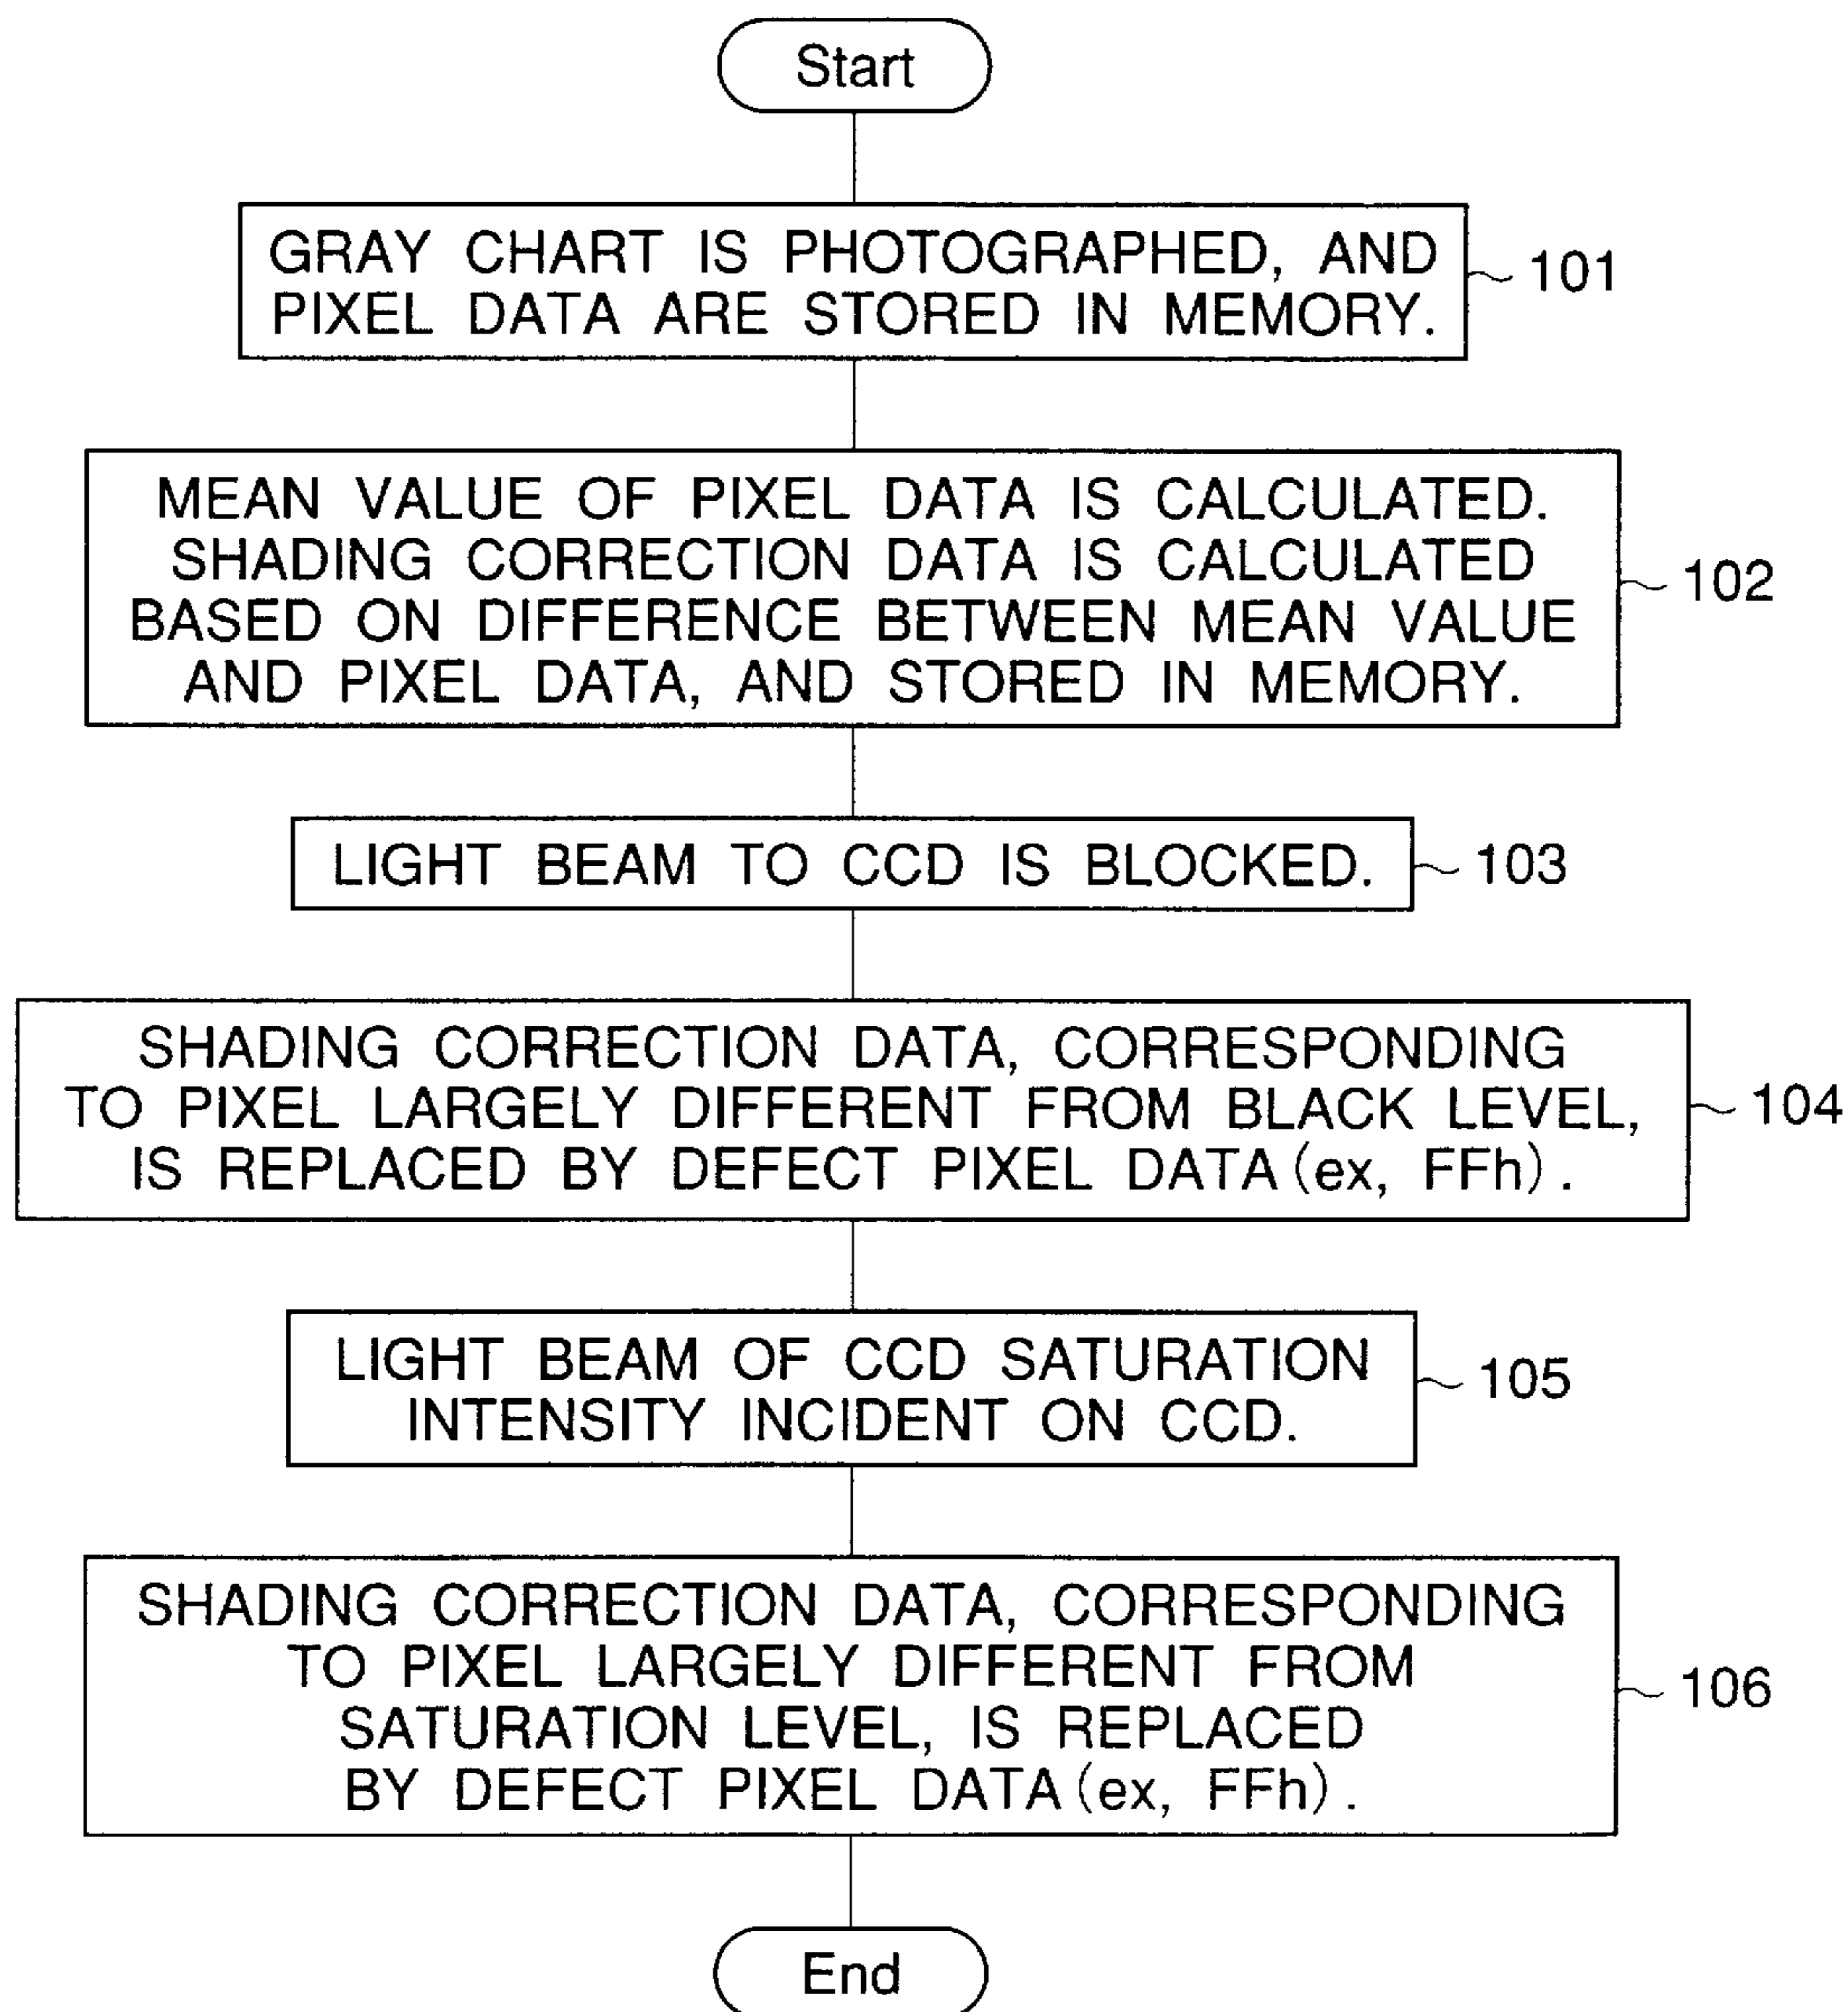 Start
GRAY CHART IS PHOTOGRAPHED, AND
PIXEL DATA ARE STORED IN MEMORY.
101
MEAN VALUE OF PIXEL DATA IS CALCULATED.
SHADING CORRECTION DATA IS CALCULATED
BASED ON DIFFERENCE BETWEEN MEAN VALUE
AND PIXEL DATA, AND STORED IN MEMORY.
102
LIGHT BEAM TO CCD IS BLOCKED.
103
SHADING CORRECTION DATA, CORRESPONDING
TO PIXEL LARGELY DIFFERENT FROM BLACK LEVEL,
IS REPLACED BY DEFECT PIXEL DATA(ex, FFh).
104
LIGHT BEAM OF CCD SATURATION
INTENSITY INCIDENT ON CCD.
105
SHADING CORRECTION DATA, CORRESPONDING
TO PIXEL LARGELY DIFFERENT FROM
SATURATION LEVEL, IS REPLACED
BY DEFECT PIXEL DATA(ex, FFh).
106
End